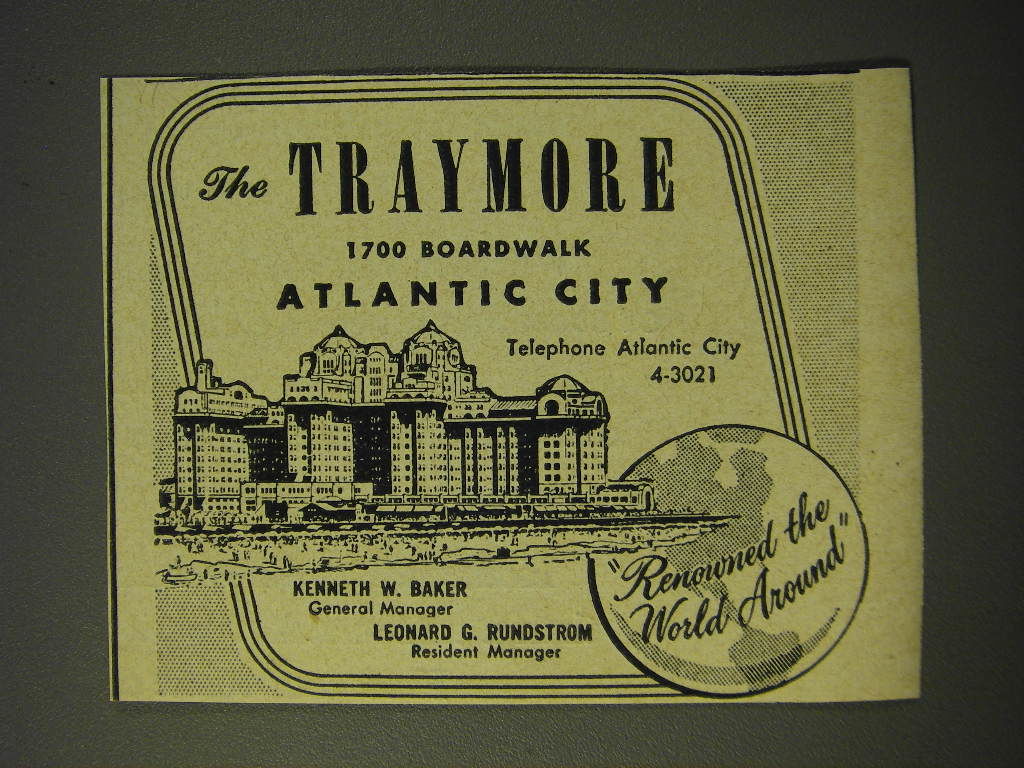 The TRAYMORE
1700 BOARDWALK
ATLANTIC CITY
Telephone Atlantic City
4-3021
KENNETH W. BAKER
General Manager
LEONARD G. RUNDSTROM
Resident Manager
"Renowned the
World Around"